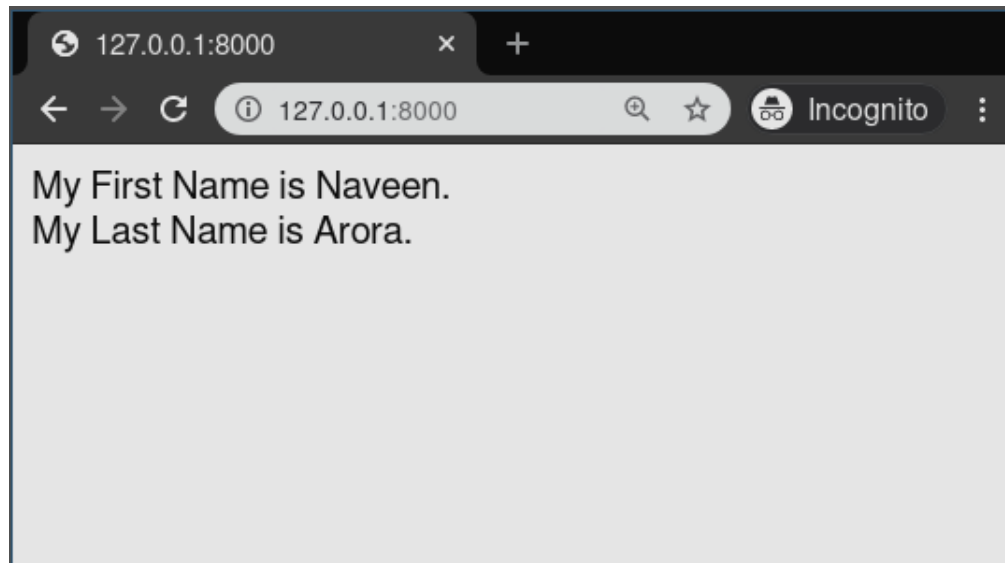 127.0.0.1:8000
127.0.0.1:8000 Incognito
My First Name is Naveen.
My Last Name is Arora.